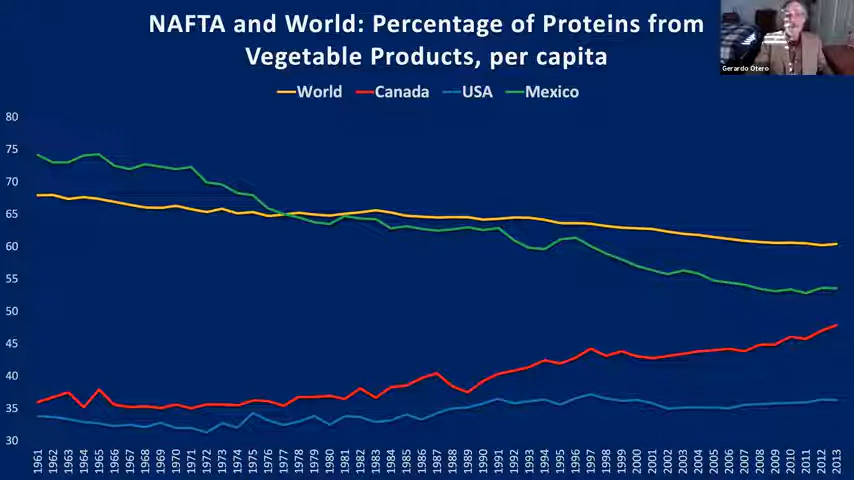 NAFTA and World: Percentage of Proteins from
Vegetable Products, per capita
Gerardo Otero
World Canada USA Mexico
80
75
70
65
60
55
50
45
40
35
30
1961 1962 1963 1964 1965 1966 1967 1968 1969 1970 1971 1972 1973 1974 1975 1976 1977 1978 1979 1980 1981 1982 1983 1984 1985 1986 1987 1988 1989 1990 1991 1992 1993 1994 1995 1996 1997 1998 1999 2000 2001 2002 2003 2004 2005 2006 2007 2008 2009 2010 2011 2012 2013